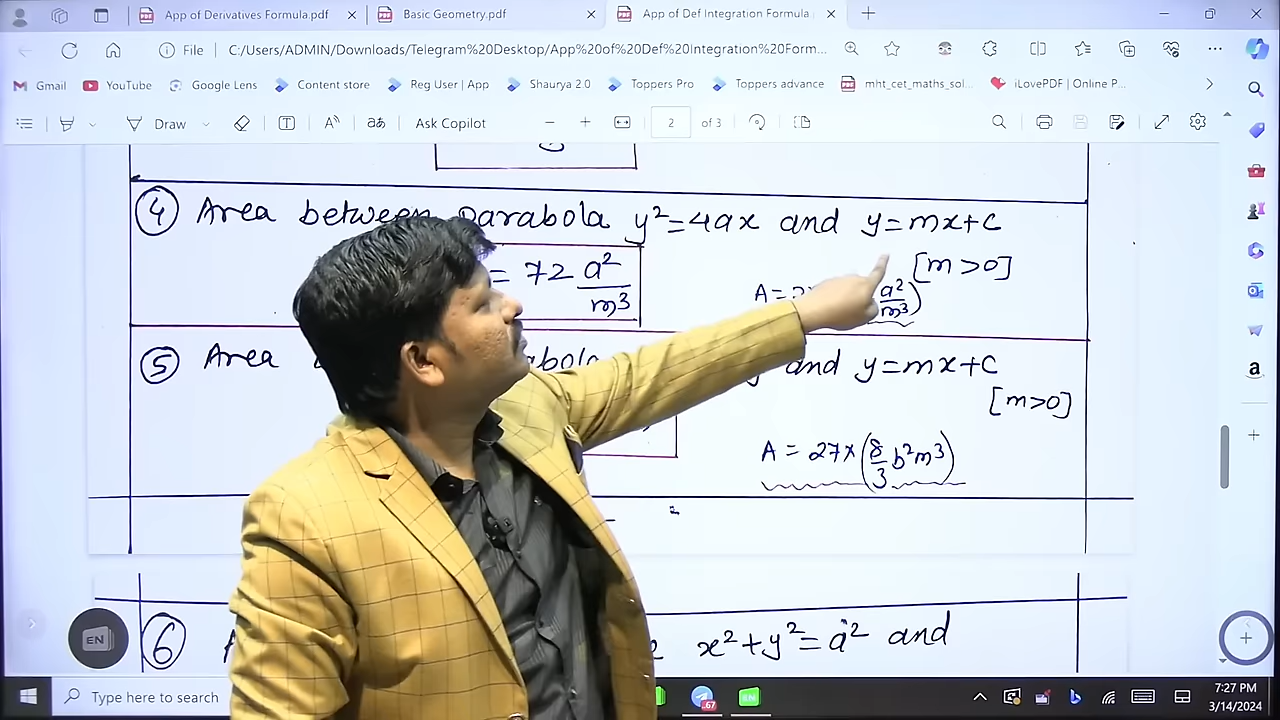 App of Derivatives Formula.pdf
Basic Geometry.pdf
App of Def Integration Formula
File
C:/Users/ADMIN/Downloads/Telegram%20Desktop/App%20of%20Def%20Integration%20Form...
Gmail
YouTube
Google Lens
Content store
Reg User | App
Shaurya 2.0
Toppers Pro
Toppers advance
mht_cet_maths_sol...
iLovePDF | Online P...
Draw
Ask Copilot
2 of 3
④ Area between parabola y²=4ax and y=mx+c
[m>0]
= 72 a²/m³
A = a²/m³)
⑤ Area and y=mx+c
[m>0]
A = 27×(8/3 b²m³)
⑥ x²+y²=a² and
EN
Type here to search
67
EN
7:27 PM
3/14/2024